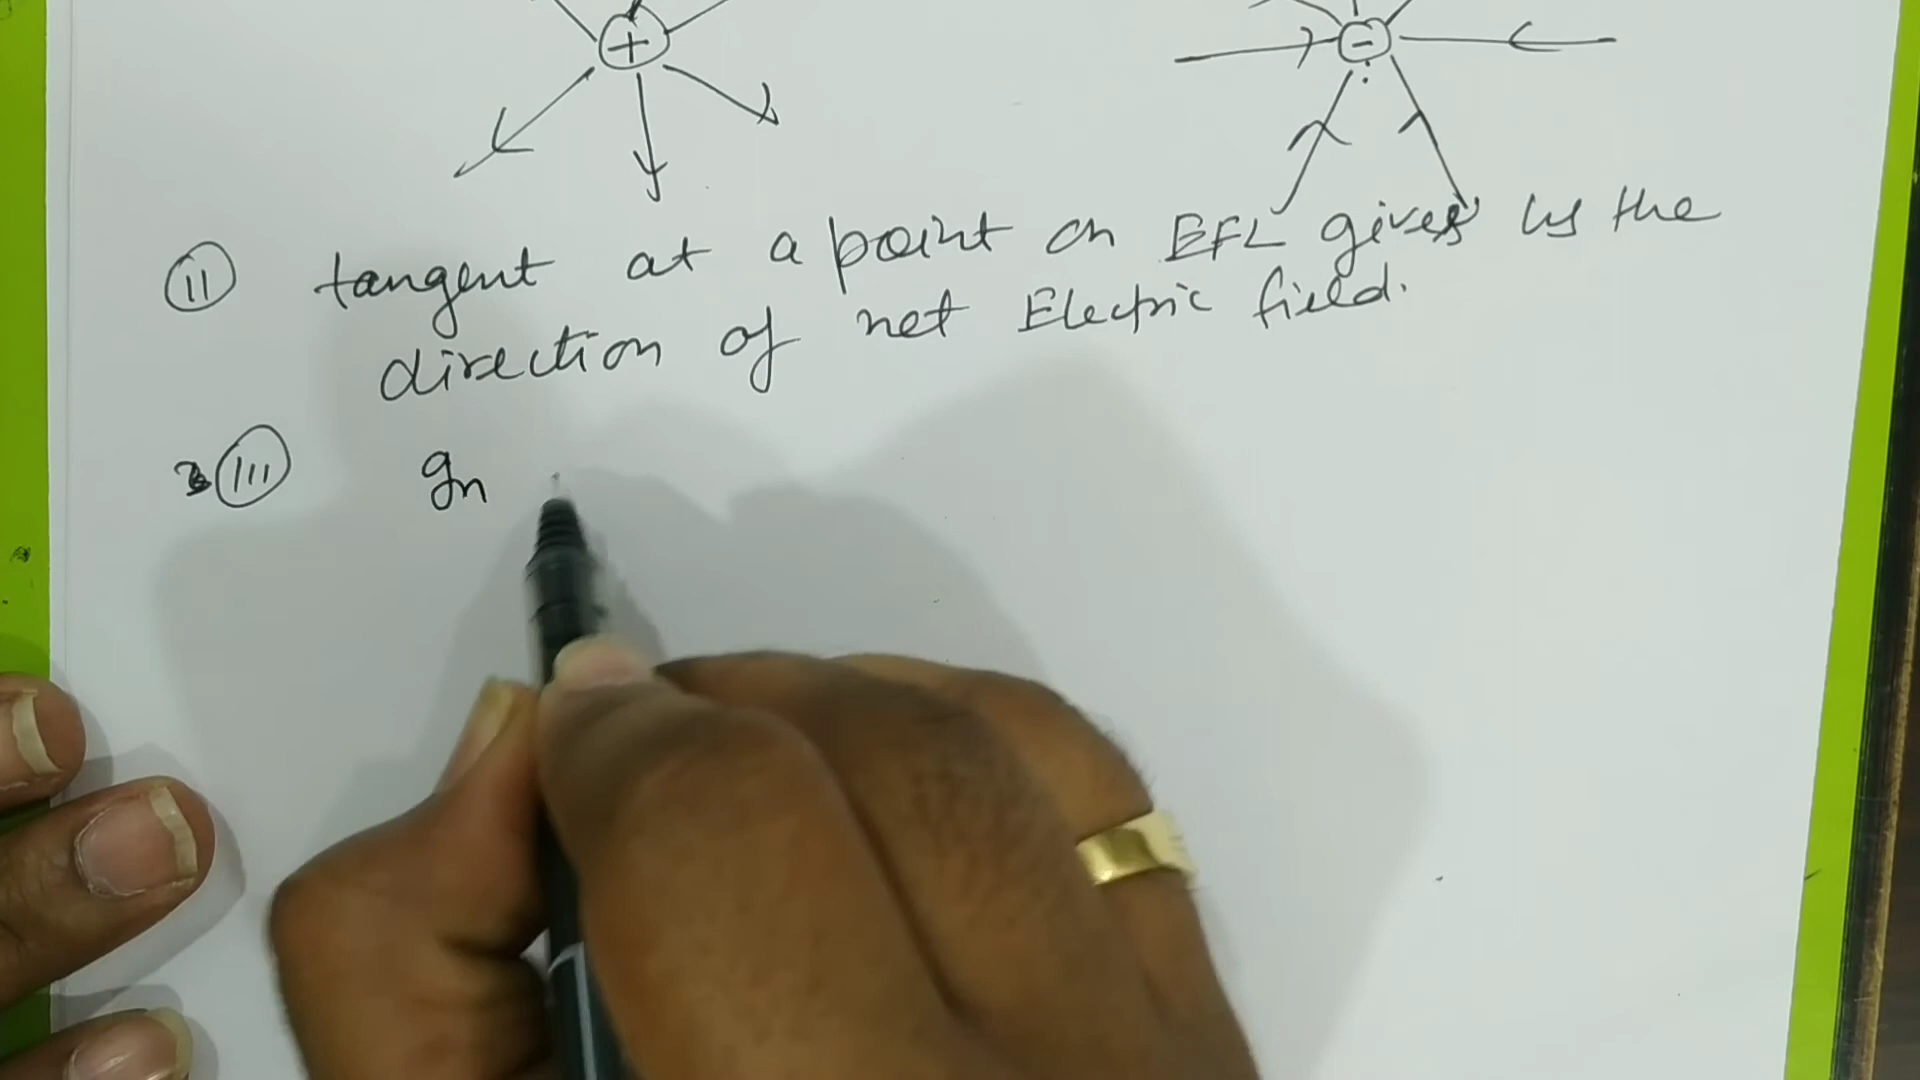 + -
(II) tangent at a point on EFL gives us the
direction of net Electric field.
(III) In